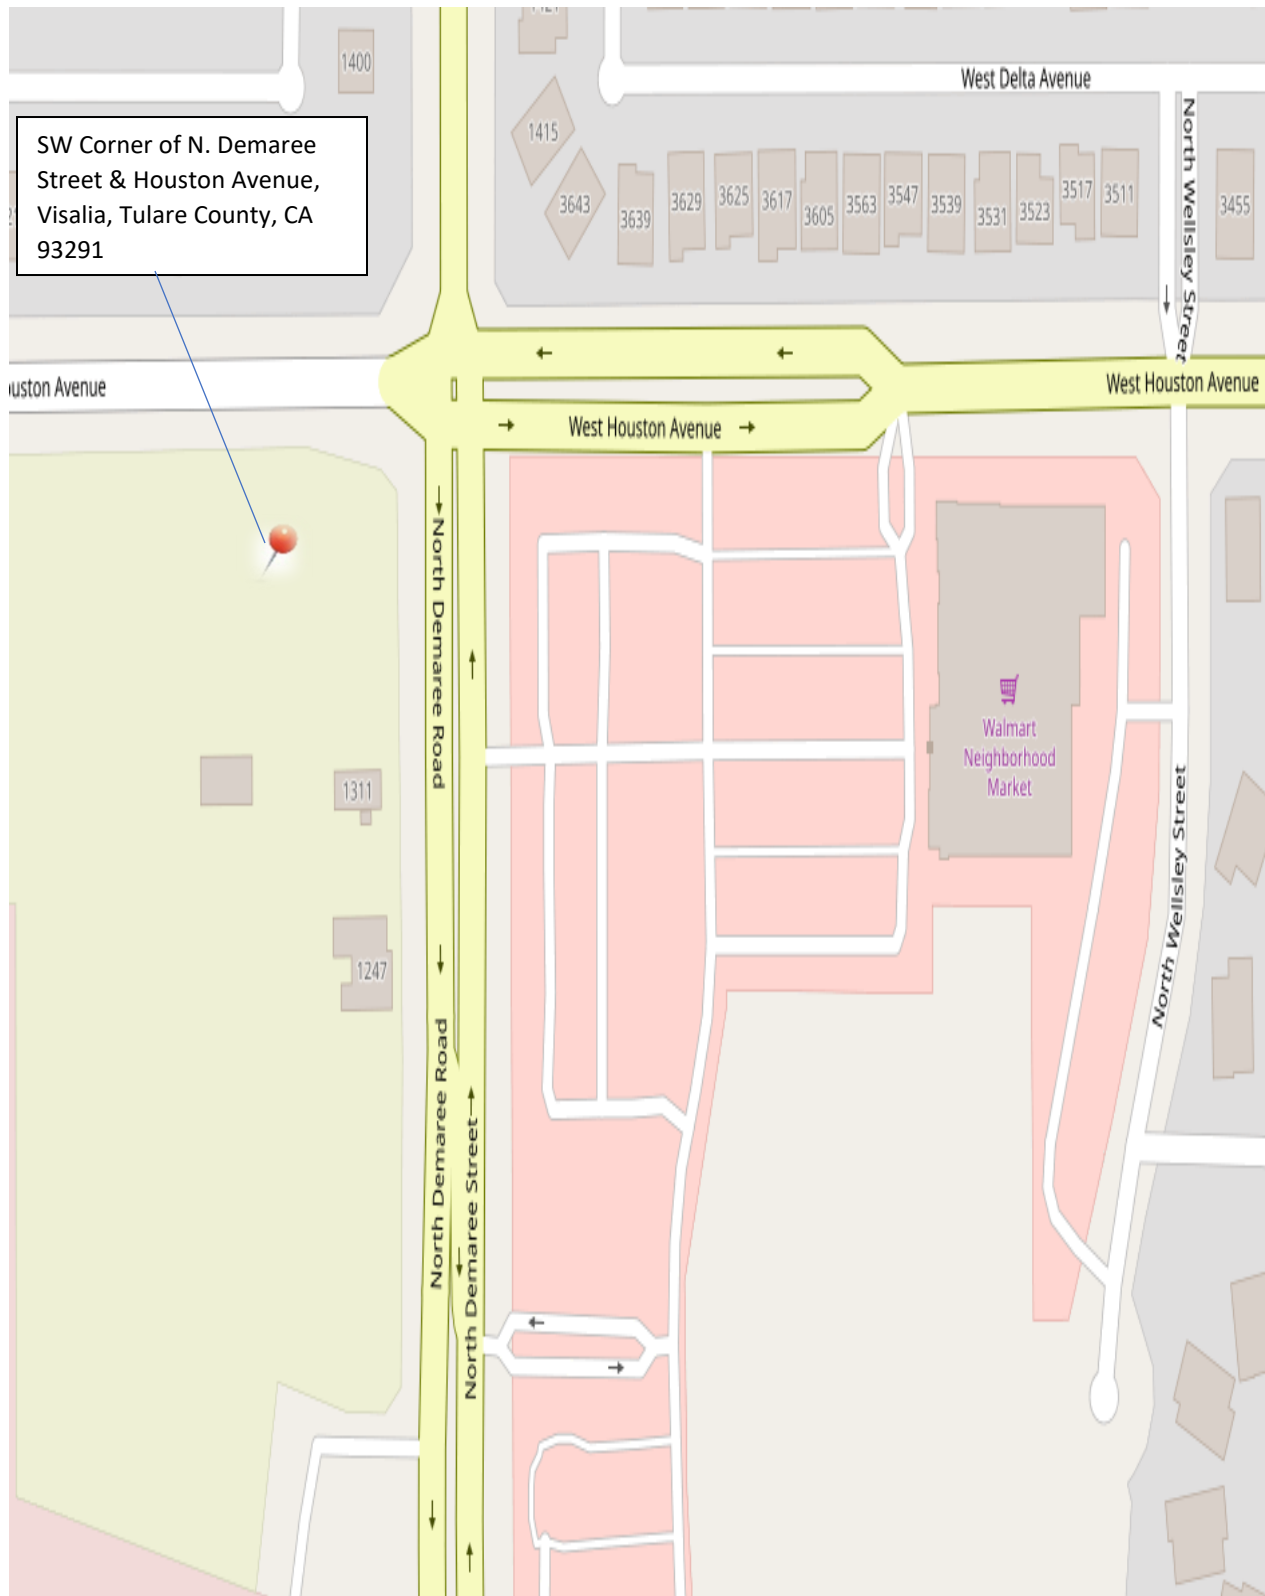 1421
1400
West Delta Avenue
North Wellsley Street
SW Corner of N. Demaree
Street & Houston Avenue,
Visalia, Tulare County, CA
93291
1415
3643
3639
3629
3625
3617
3605
3563
3547
3539
3531
3523
3517
3511
3455
ouston Avenue
West Houston Avenue
West Houston Avenue
North Demaree Road
Walmart
Neighborhood
Market
1311
1247
North Wellsley Street
North Demaree Road
North Demaree Street